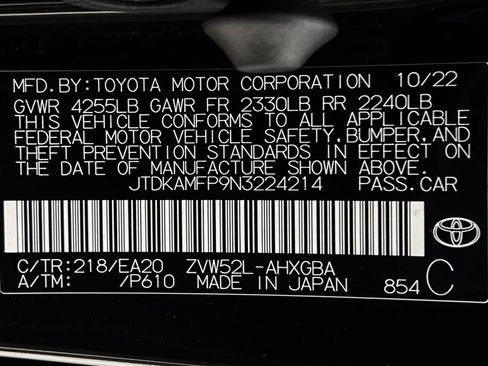 MFD.BY:TOYOTA MOTOR CORPORATION 10/22
GVWR 4255LB GAWR FR 2330LB RR 2240LB
THIS VEHICLE CONFORMS TO ALL APPLICABLE
FEDERAL MOTOR VEHICLE SAFETY,BUMPER,AND
THEFT PREVENTION STANDARDS IN EFFECT ON
THE DATE OF MANUFACTURE SHOWN ABOVE.
JTDKAMFP9N3224214 PASS.CAR
C/TR:218/EA20 ZVW52L-AHXGBA
A/TM: /P610 MADE IN JAPAN 854 C
TOYOTA